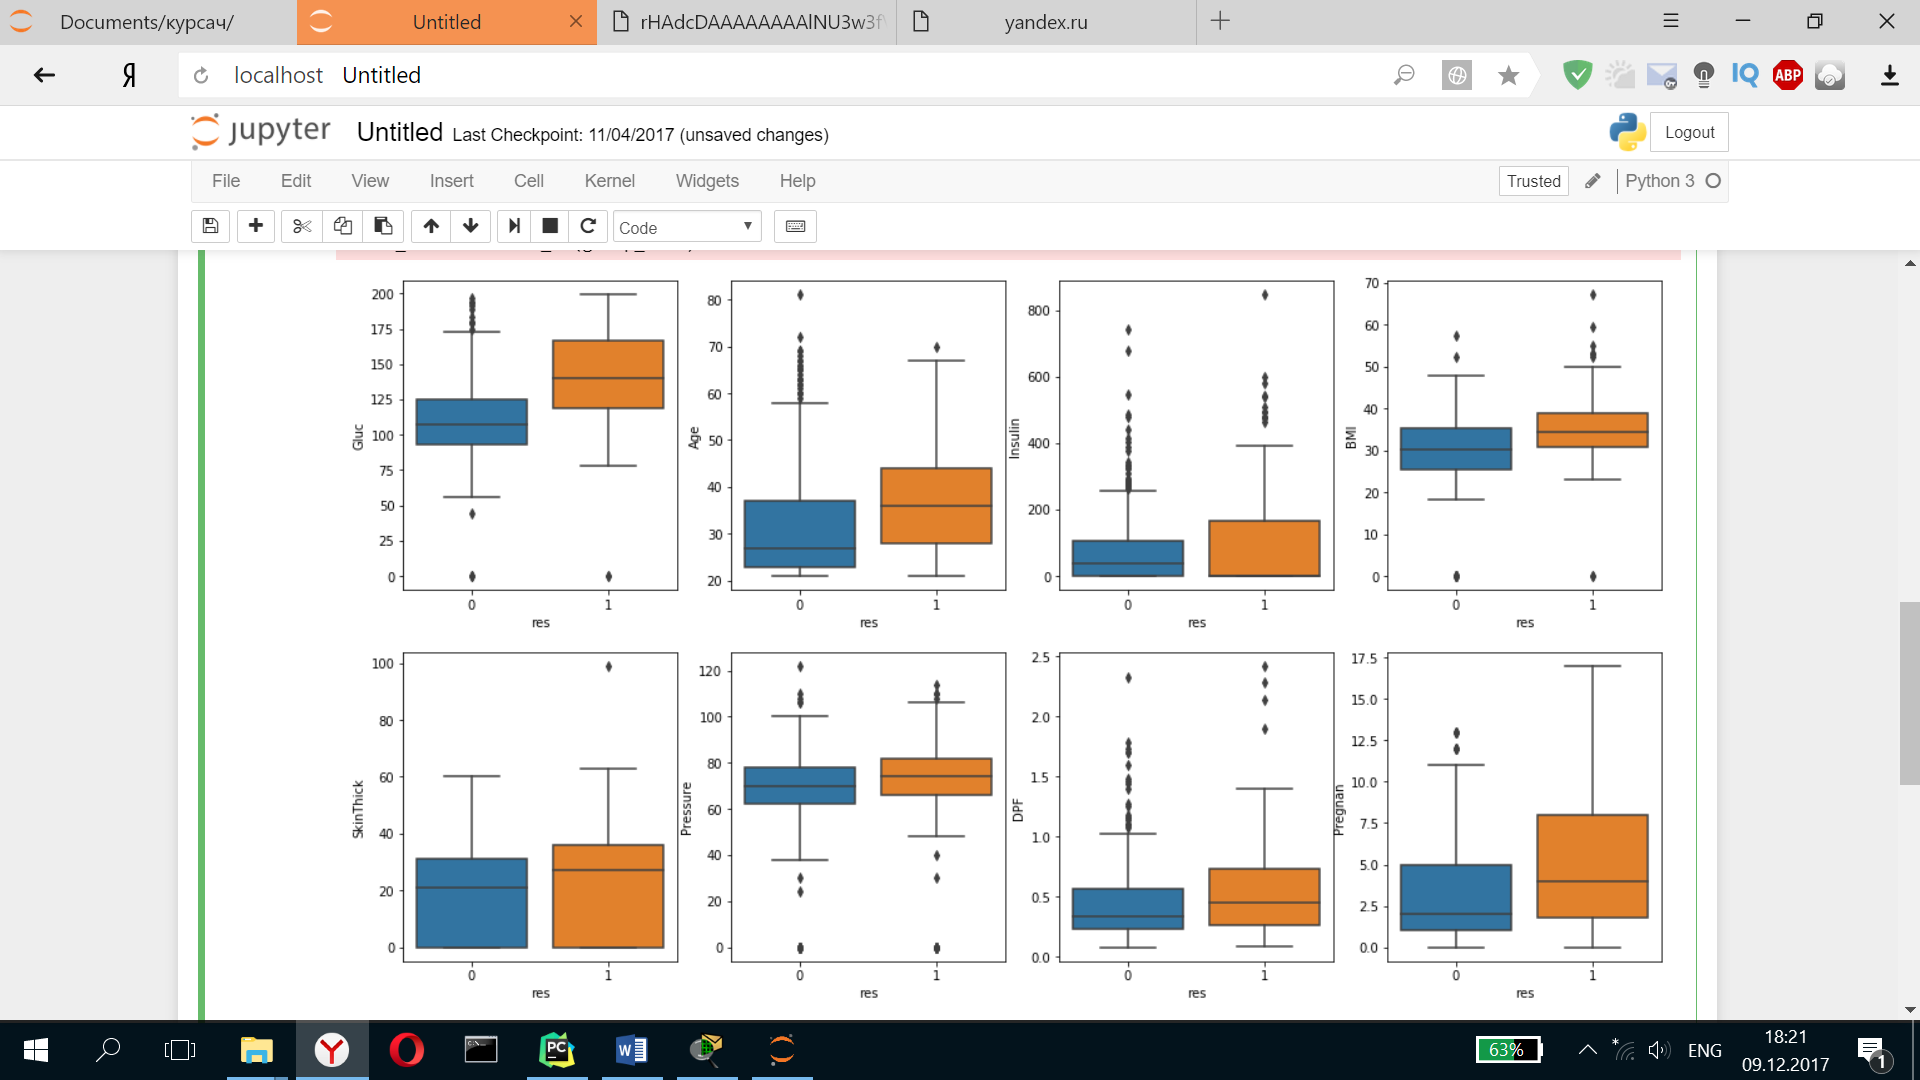 Documents/курсач/
Untitled
rHAdcDAAAAAAAAlNU3w3f
yandex.ru
Я
localhost Untitled
IQ
ABP
jupyter
Untitled Last Checkpoint: 11/04/2017 (unsaved changes)
Logout
File Edit View Insert Cell Kernel Widgets Help
Trusted
Python 3
Code
200
175
150
125
100
75
50
25
0
Gluc
0 1
res
80
70
60
50
40
30
20
Age
0 1
res
800
600
400
200
0
Insulin
0 1
res
70
60
50
40
30
20
10
0
BMI
0 1
res
100
80
60
40
20
0
SkinThick
0 1
res
120
100
80
60
40
20
0
Pressure
0 1
res
2.5
2.0
1.5
1.0
0.5
0.0
DPF
0 1
res
17.5
15.0
12.5
10.0
7.5
5.0
2.5
0.0
Pregnan
0 1
res
PC
W
63%
ENG
18:21
09.12.2017
1